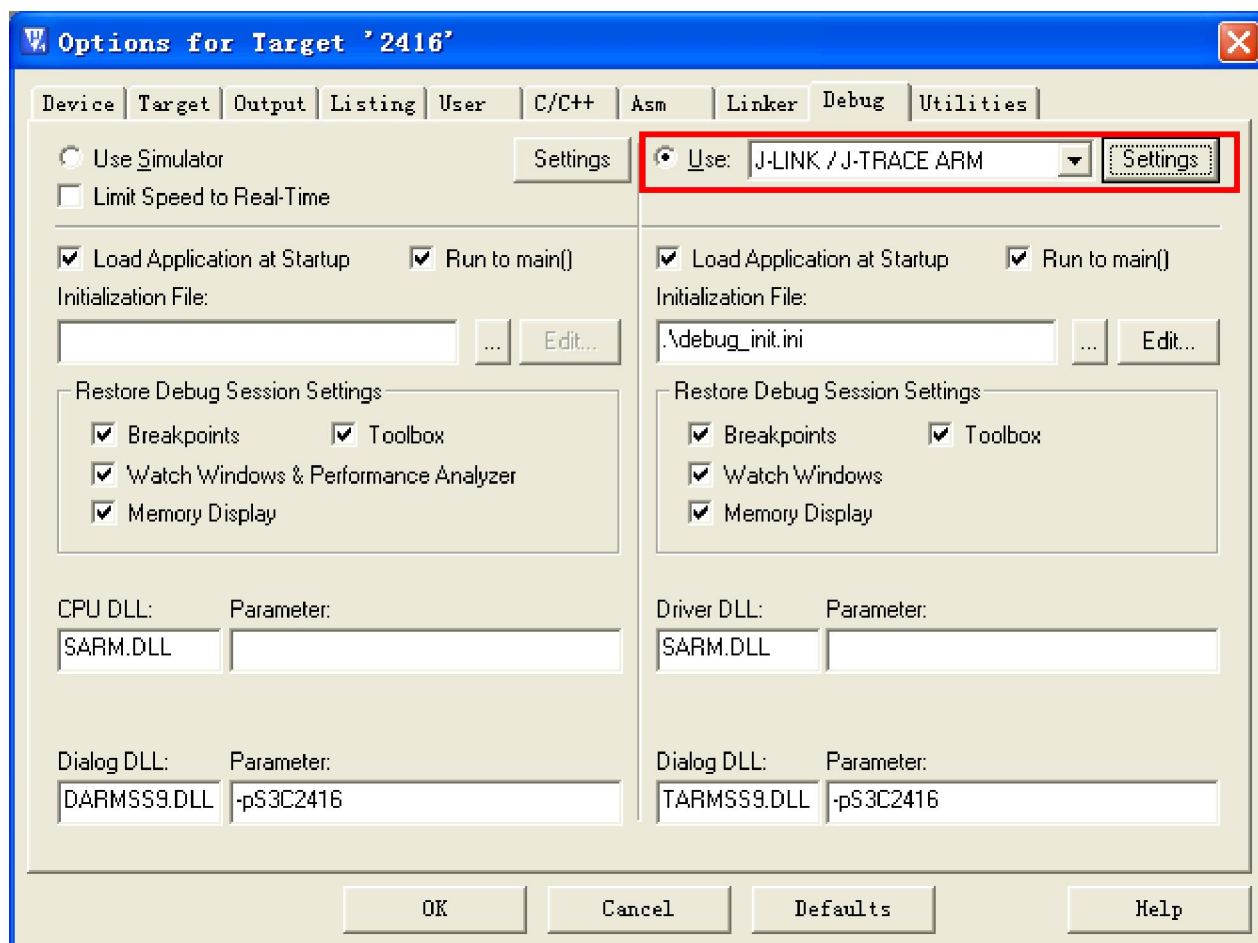 Options for Target '2416'
Device Target Output Listing User C/C++ Asm Linker Debug Utilities
Use Simulator Settings Use: J-LINK / J-TRACE ARM Settings
Limit Speed to Real-Time
Load Application at Startup Run to main() Load Application at Startup Run to main()
Initialization File: Initialization File:
... Edit... .\debug_init.ini ... Edit...
Restore Debug Session Settings Restore Debug Session Settings
Breakpoints Toolbox Breakpoints Toolbox
Watch Windows & Performance Analyzer Watch Windows
Memory Display Memory Display
CPU DLL: Parameter: Driver DLL: Parameter:
SARM.DLL SARM.DLL
Dialog DLL: Parameter: Dialog DLL: Parameter:
DARMSS9.DLL -pS3C2416 TARMSS9.DLL -pS3C2416
OK Cancel Defaults Help